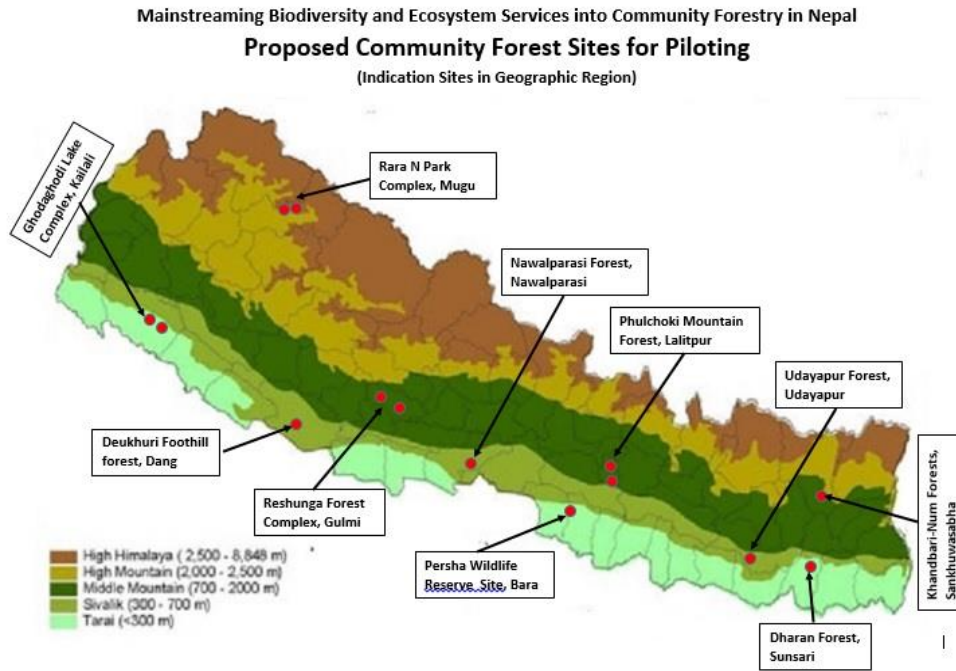 Mainstreaming Biodiversity and Ecosystem Services into Community Forestry in Nepal
Proposed Community Forest Sites for Piloting
(Indication Sites in Geographic Region)
Ghodaghodi Lake
Complex, Kailali
Rara N Park
Complex, Mugu
Nawalparasi Forest,
Nawalparasi
Phulchoki Mountain
Forest, Lalitpur
Udayapur Forest,
Udayapur
Deukhuri Foothill
forest, Dang
Reshunga Forest
Complex, Gulmi
Persha Wildlife
Reserve Site, Bara
Khandbari-Num Forests,
Sankhuwasabha
Dharan Forest,
Sunsari
High Himalaya ( 2,500 - 8,848 m)
High Mountain (2,000 - 2,500 m)
Middle Mountain (700 - 2000 m)
Sivalik (300 - 700 m)
Tarai (<300 m)